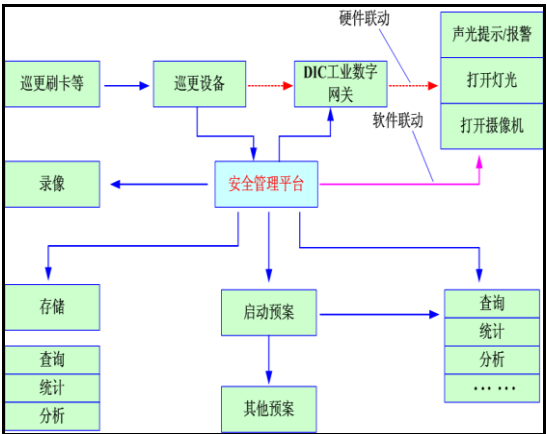 硬件联动
声光提示/报警
巡更刷卡等
巡更设备
DIC工业数字
网关
打开灯光
软件联动
打开摄像机
录像
安全管理平台
存储
启动预案
查询
统计
分析
… …
查询
统计
分析
其他预案